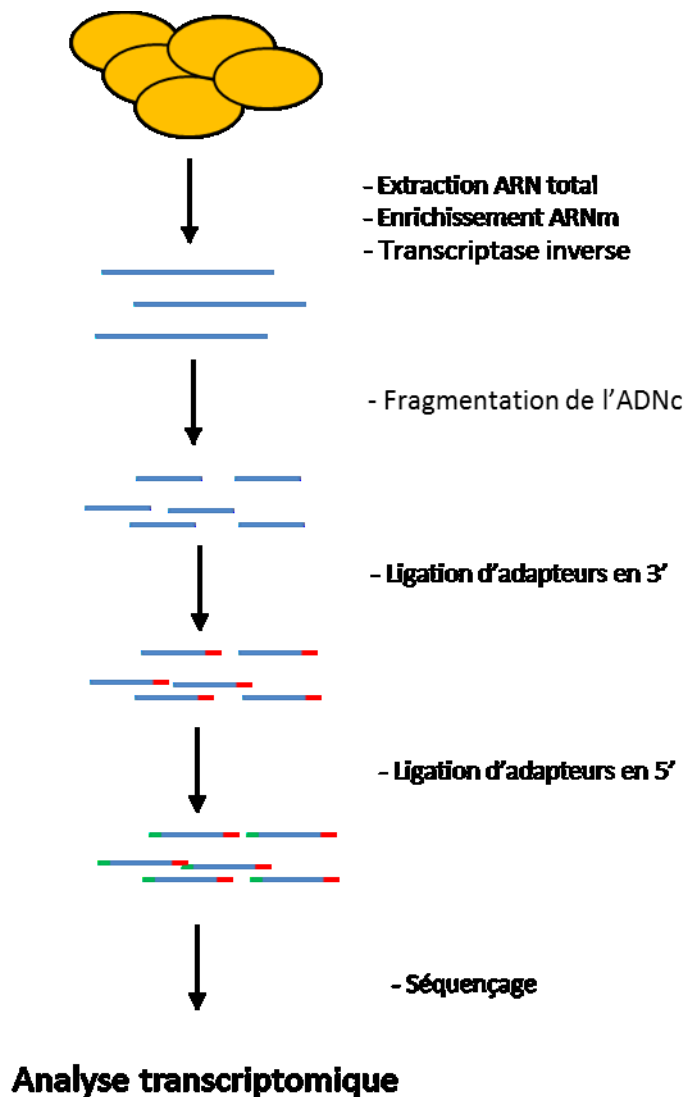 - Extraction ARN total
- Enrichissement ARNm
- Transcriptase inverse
- Fragmentation de l'ADNc
- Ligation d'adapteurs en 3'
- Ligation d'adapteurs en 5'
- Séquençage
Analyse transcriptomique